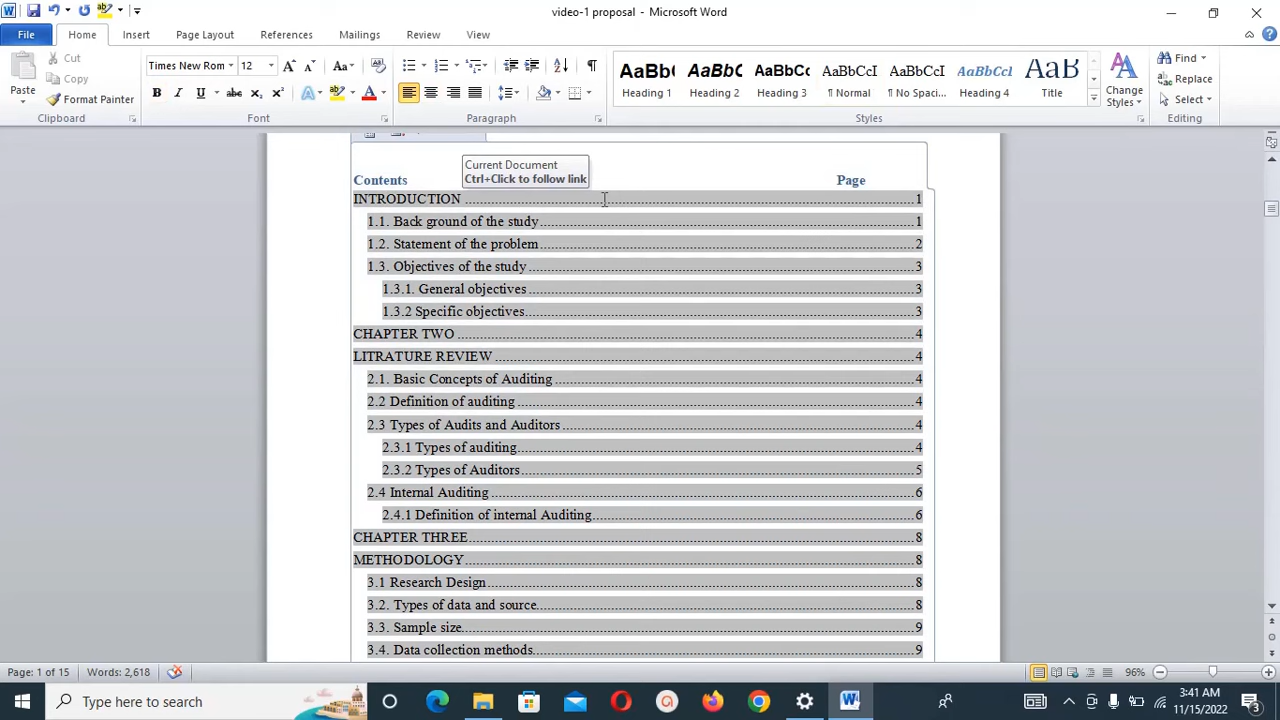 video-1 proposal - Microsoft Word
File Home Insert Page Layout References Mailings Review View
Paste
Cut
Copy
Format Painter
Clipboard
Times New Rom 12
Font
Paragraph
AaBb( AaBbC AaBbCc AaBbCcI AaBbCcI AaBbCcI AaB
Heading 1 Heading 2 Heading 3 ¶ Normal ¶ No Spaci... Heading 4 Title
Change Styles
Styles
Find
Replace
Select
Editing
Current Document
Ctrl+Click to follow link
Contents Page
INTRODUCTION ........ 1
1.1. Back ground of the study ........ 1
1.2. Statement of the problem ........ 2
1.3. Objectives of the study ........ 3
1.3.1. General objectives ........ 3
1.3.2 Specific objectives ........ 3
CHAPTER TWO ........ 4
LITRATURE REVIEW ........ 4
2.1. Basic Concepts of Auditing ........ 4
2.2 Definition of auditing ........ 4
2.3 Types of Audits and Auditors ........ 4
2.3.1 Types of auditing ........ 4
2.3.2 Types of Auditors ........ 5
2.4 Internal Auditing ........ 6
2.4.1 Definition of internal Auditing ........ 6
CHAPTER THREE ........ 8
METHODOLOGY ........ 8
3.1 Research Design ........ 8
3.2. Types of data and source ........ 8
3.3. Sample size ........ 9
3.4. Data collection methods ........ 9
Page: 1 of 15 Words: 2,618 96%
Type here to search
3:41 AM
11/15/2022
3